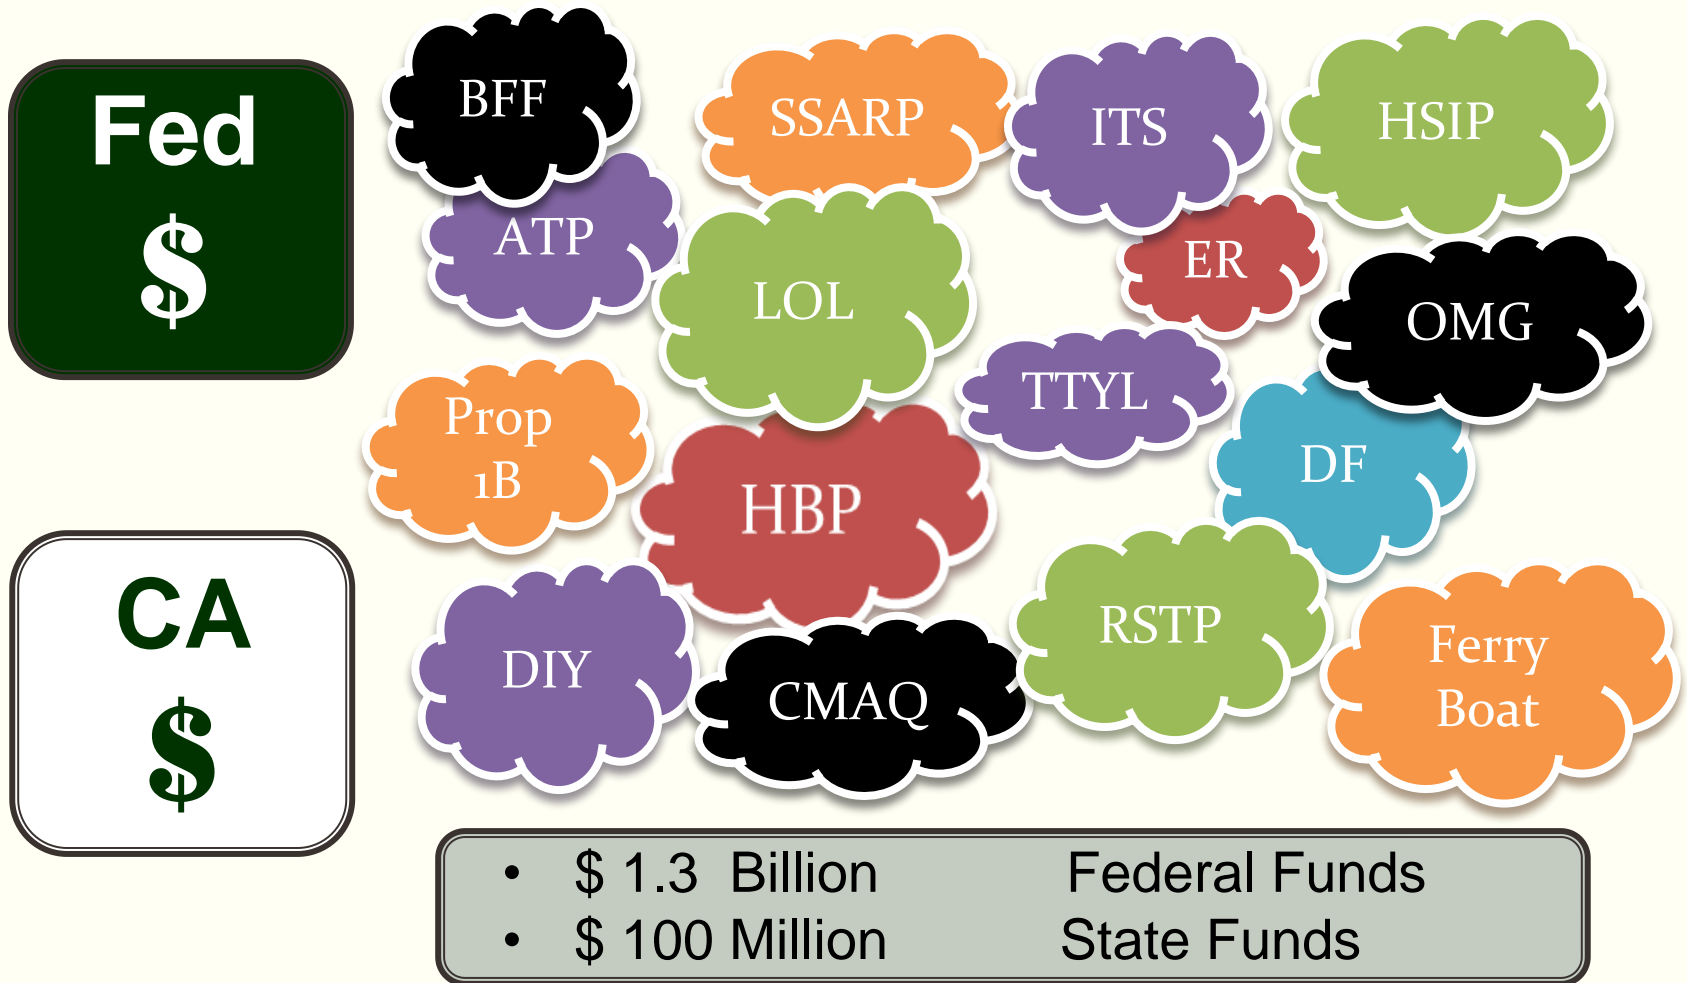 Fed
$
BFF
SSARP
ITS
HSIP
ATP
LOL
ER
OMG
TTYL
Prop
1B
HBP
DF
CA
$
DIY
CMAQ
RSTP
Ferry
Boat
• $ 1.3 Billion Federal Funds
• $ 100 Million State Funds